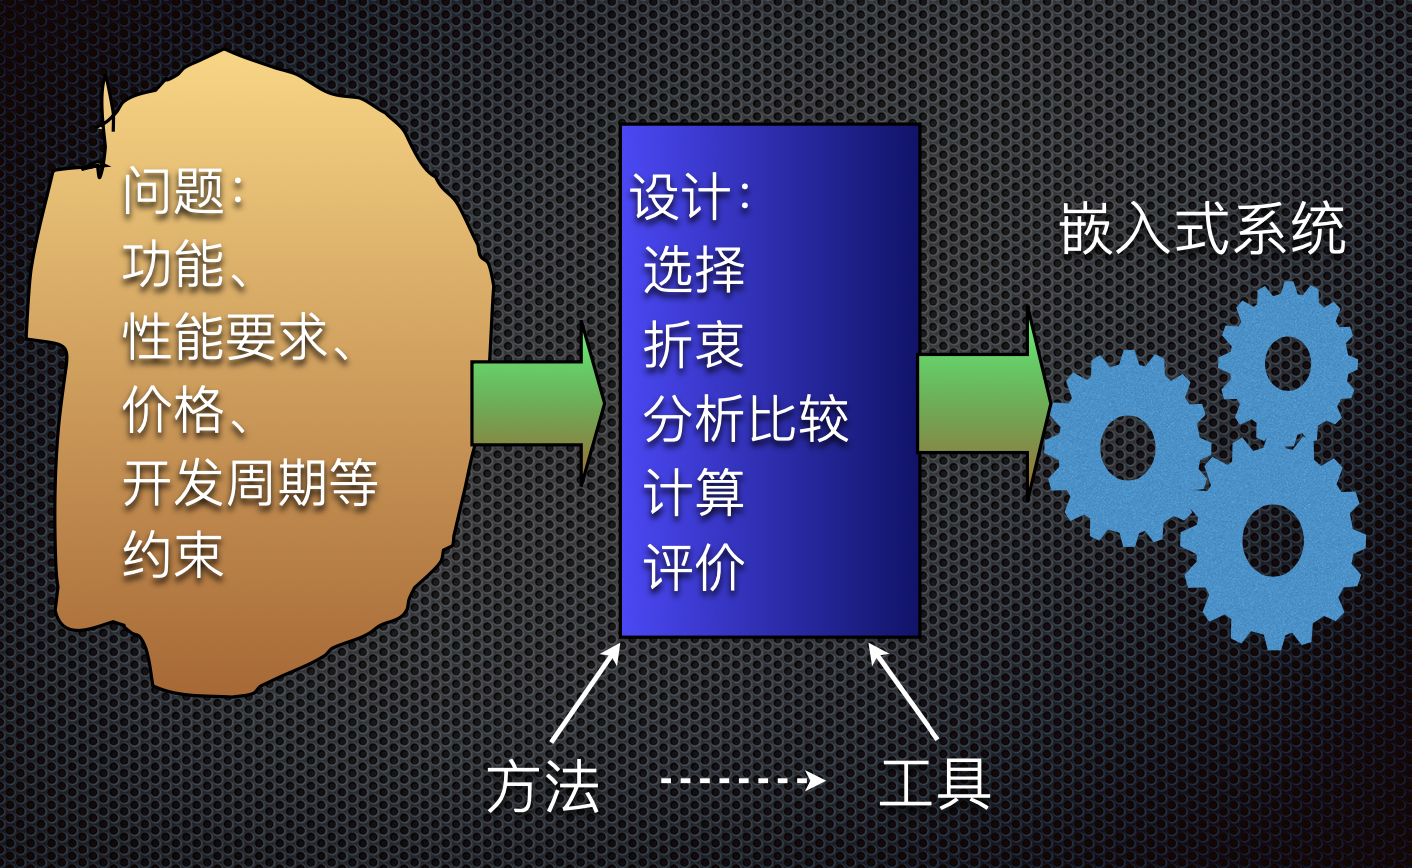 问题：
功能、
性能要求、
价格、
开发周期等
约束
设计：
选择
折衷
分析比较
计算
评价
嵌入式系统
方法
工具